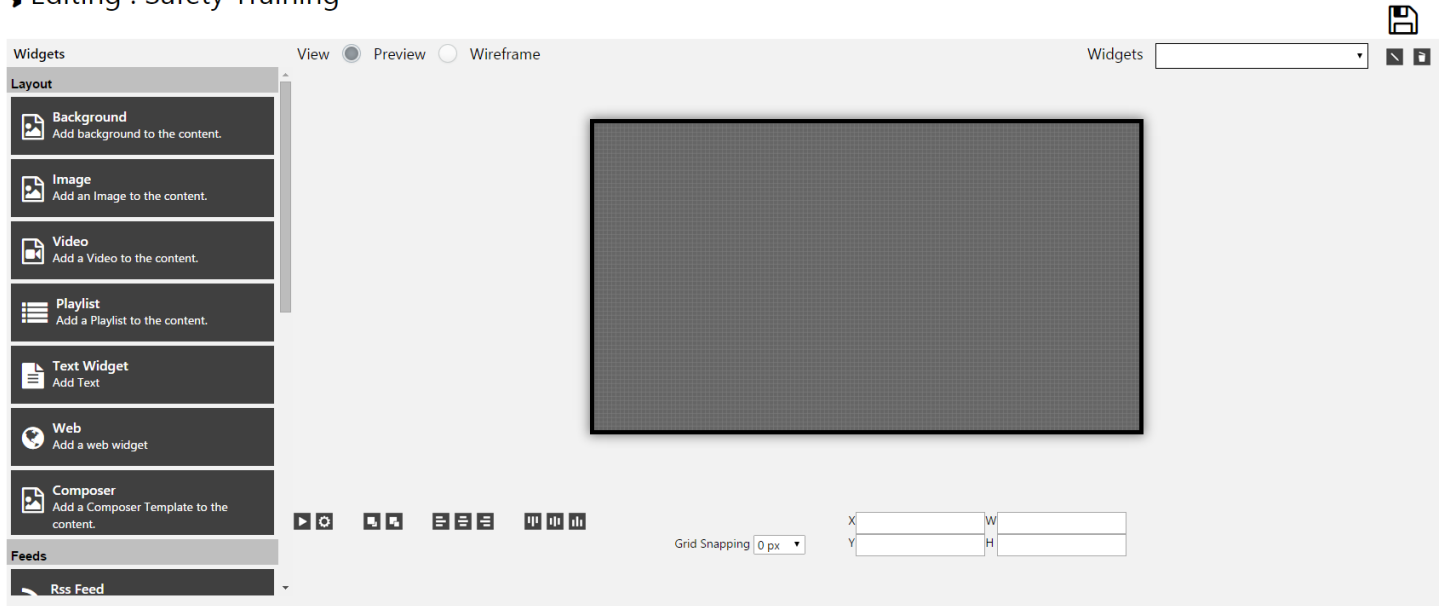 Editing : Safety Training
Widgets
View Preview Wireframe
Widgets
Layout
Background
Add background to the content.
Image
Add an Image to the content.
Video
Add a Video to the content.
Playlist
Add a Playlist to the content.
Text Widget
Add Text
Web
Add a web widget
Composer
Add a Composer Template to the
content.
Feeds
Rss Feed
X W
Grid Snapping 0 px Y H